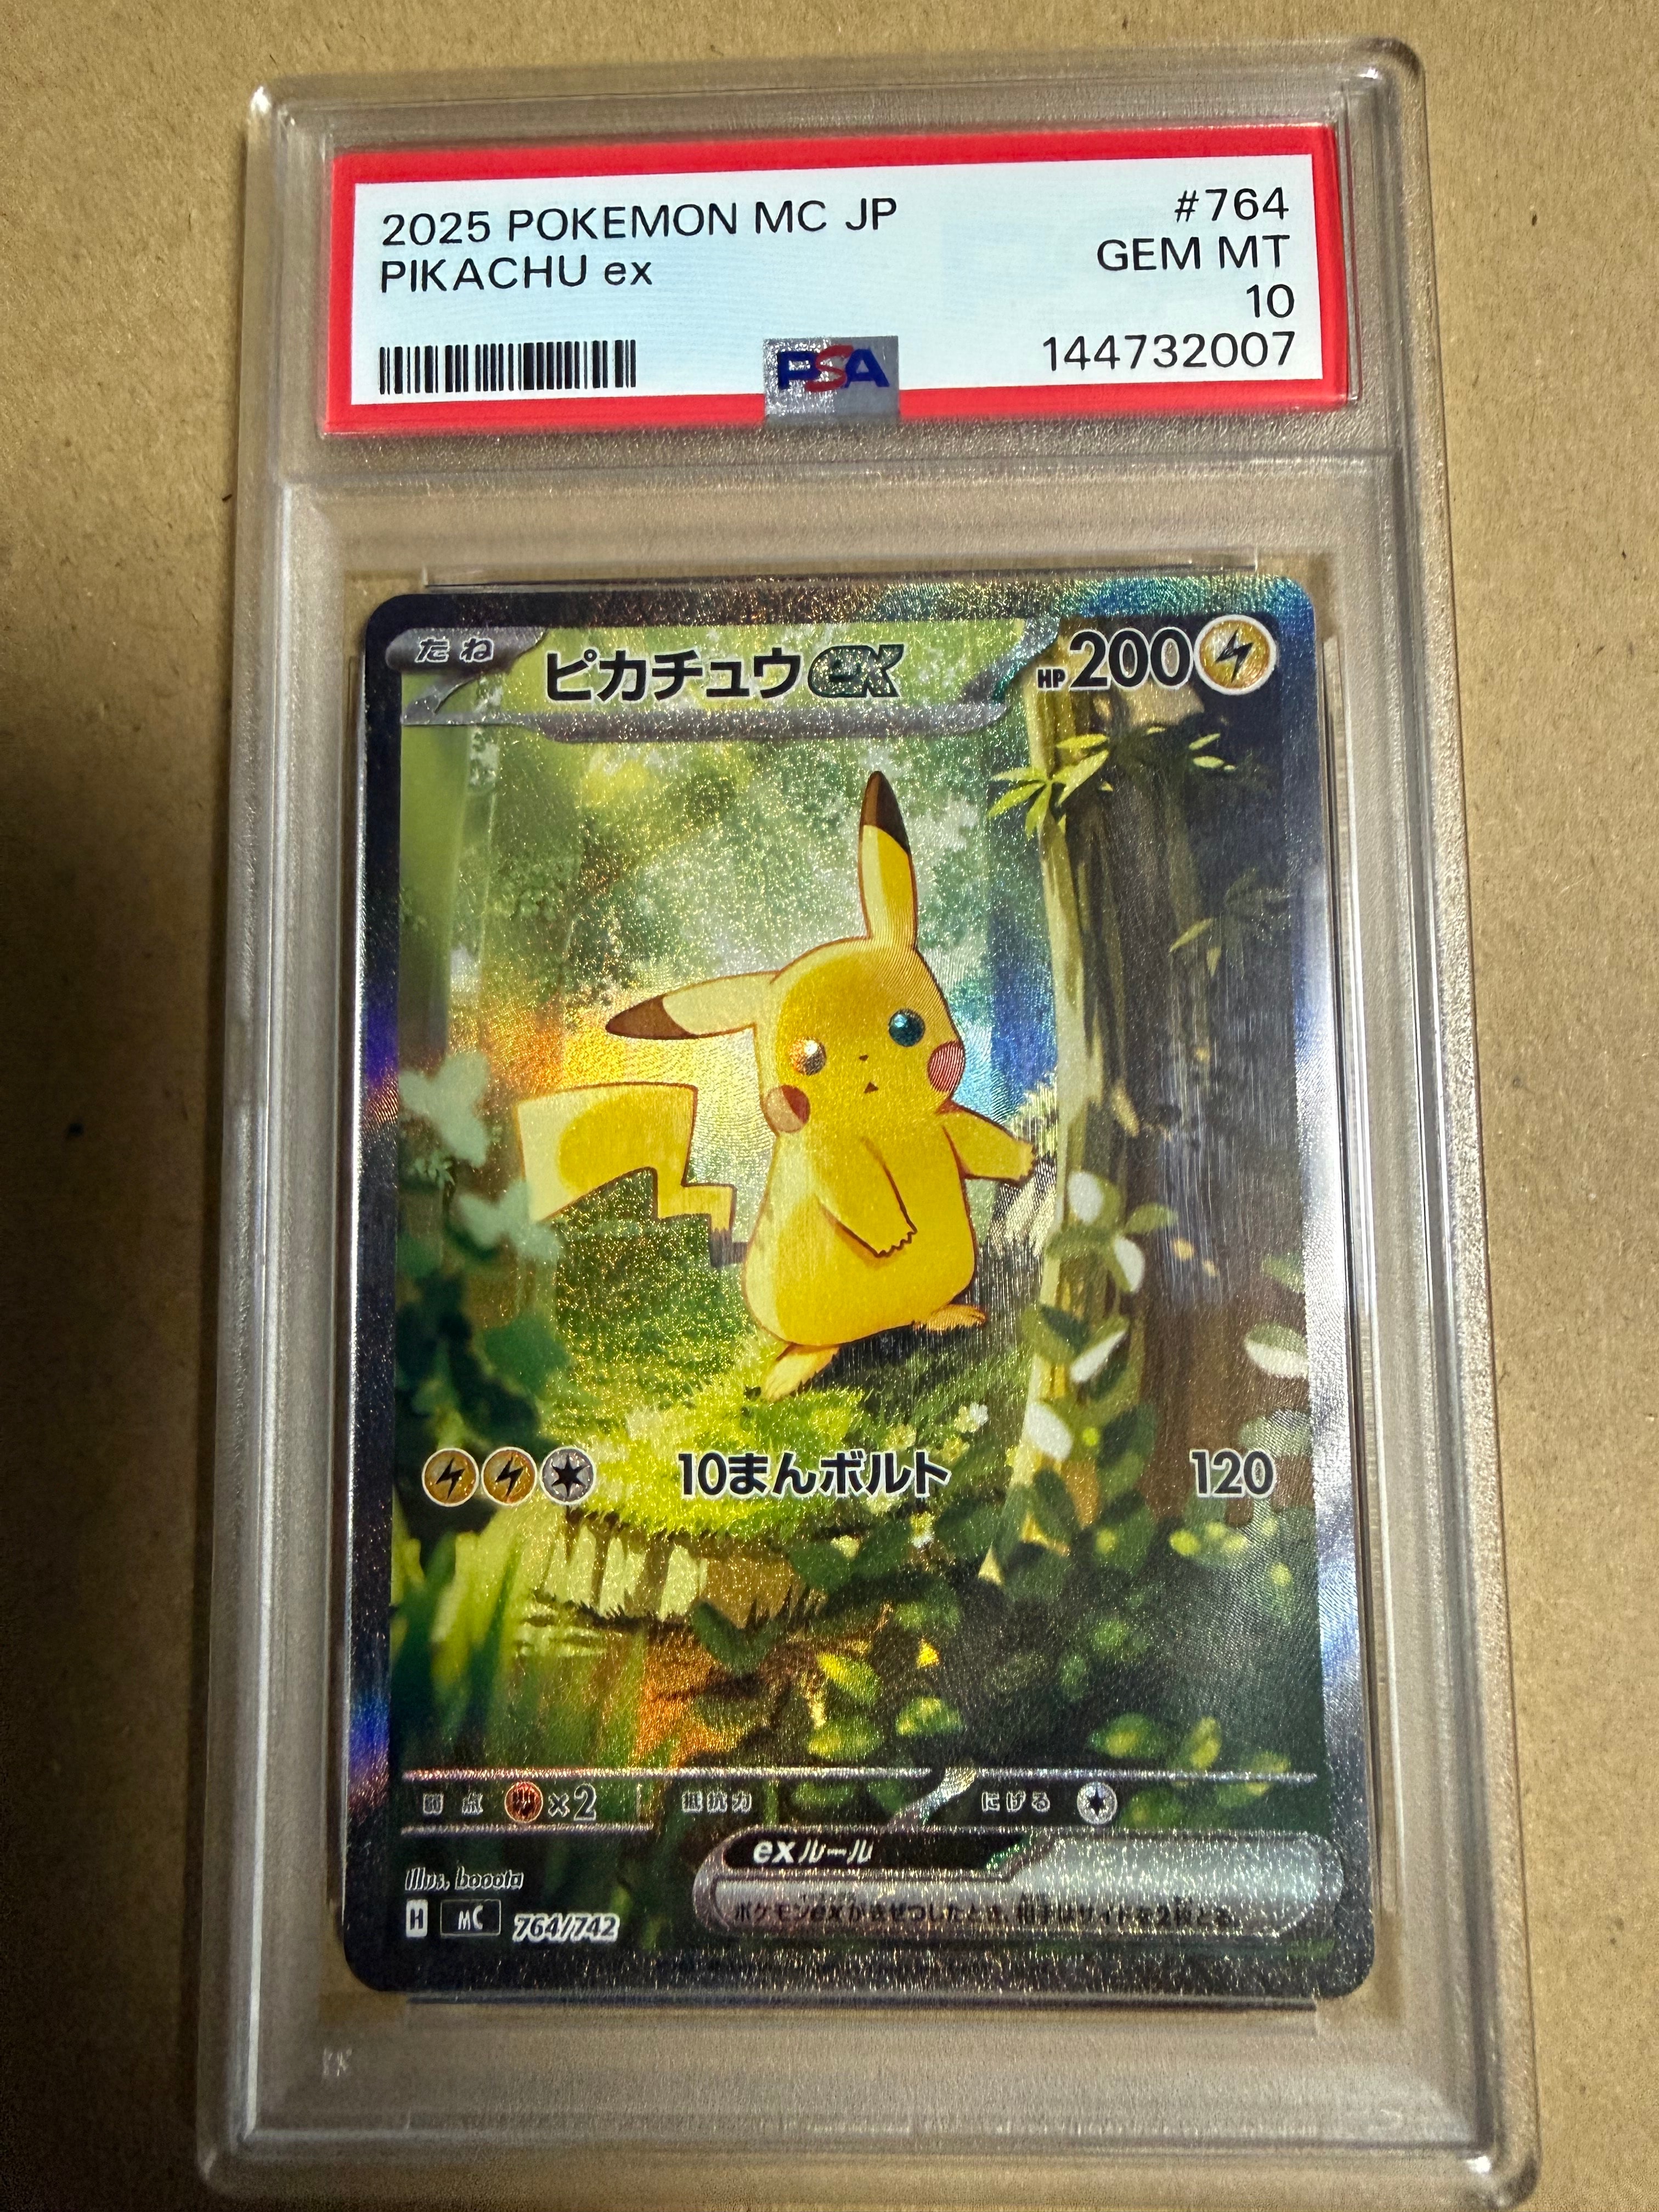 2025 POKEMON MC JP #764
PIKACHU ex GEM MT
10
PSA 144732007
たね ピカチュウex HP200
10まんボルト 120
弱点 ×2 抵抗力 にげる
exルール
ポケモンexがきぜつしたとき、相手はサイドを2枚とる。
Illus. booota
H MC 764/742